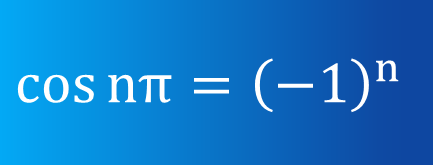 cos nπ = (−1)ⁿ